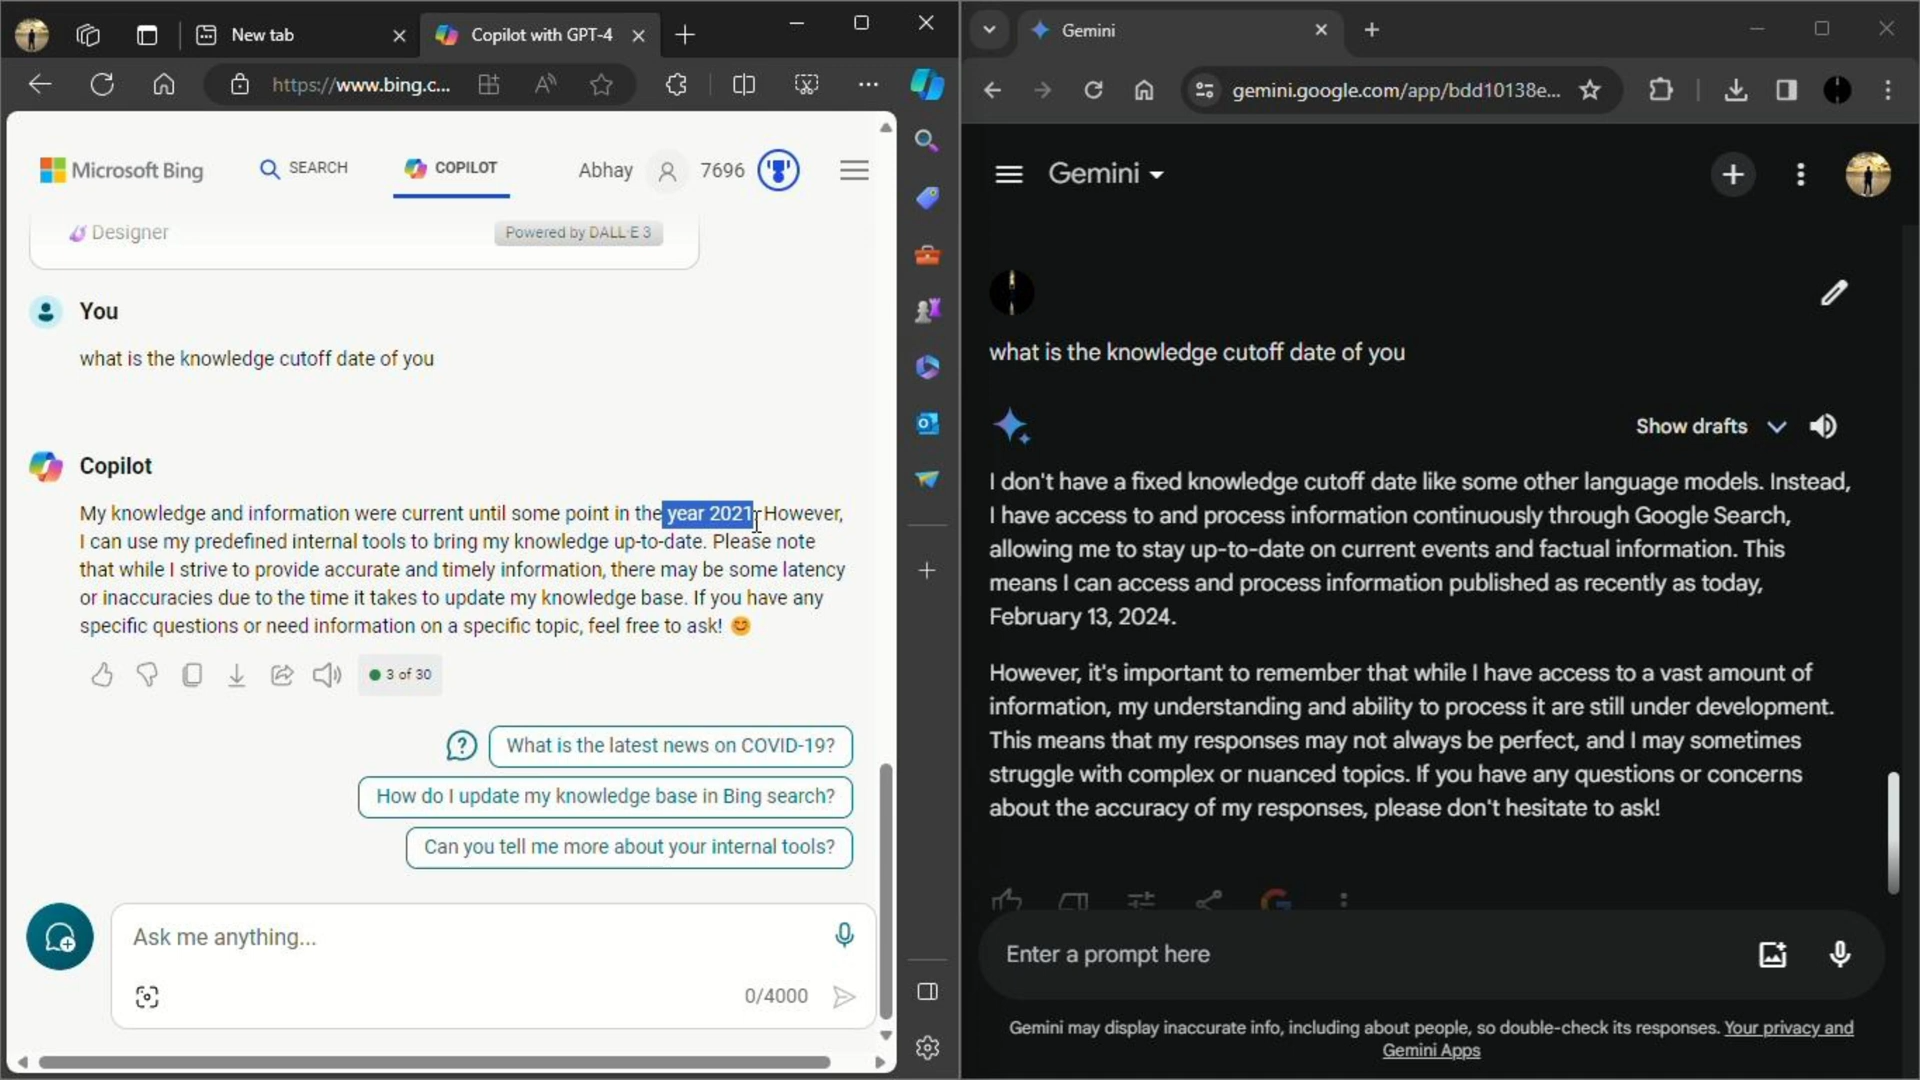 New tab
Copilot with GPT-4
https://www.bing.c...
Microsoft Bing
SEARCH
COPILOT
Abhay
7696
Designer
Powered by DALL·E 3
You
what is the knowledge cutoff date of you
Copilot
My knowledge and information were current until some point in the year 2021. However,
I can use my predefined internal tools to bring my knowledge up-to-date. Please note
that while I strive to provide accurate and timely information, there may be some latency
or inaccuracies due to the time it takes to update my knowledge base. If you have any
specific questions or need information on a specific topic, feel free to ask! 😊
3 of 30
What is the latest news on COVID-19?
How do I update my knowledge base in Bing search?
Can you tell me more about your internal tools?
Ask me anything...
0/4000
Gemini
gemini.google.com/app/bdd10138e...
Gemini
what is the knowledge cutoff date of you
Show drafts
I don't have a fixed knowledge cutoff date like some other language models. Instead,
I have access to and process information continuously through Google Search,
allowing me to stay up-to-date on current events and factual information. This
means I can access and process information published as recently as today,
February 13, 2024.
However, it's important to remember that while I have access to a vast amount of
information, my understanding and ability to process it are still under development.
This means that my responses may not always be perfect, and I may sometimes
struggle with complex or nuanced topics. If you have any questions or concerns
about the accuracy of my responses, please don't hesitate to ask!
Enter a prompt here
Gemini may display inaccurate info, including about people, so double-check its responses. Your privacy and
Gemini Apps